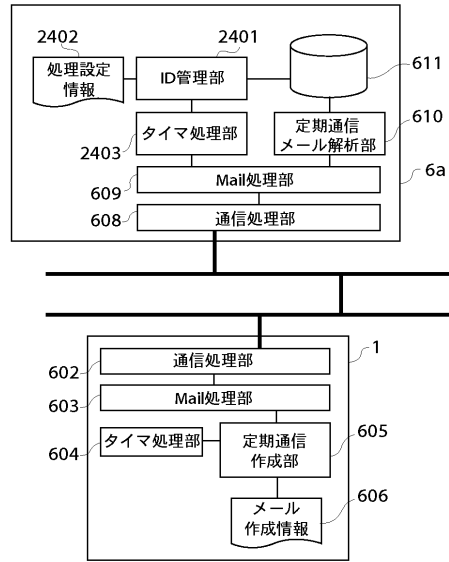 2402
2401
処理設定
情報
ID管理部
611
タイマ処理部
定期通信
メール解析部
610
2403
609
Mail処理部
6a
608
通信処理部
602
通信処理部
1
603
Mail処理部
604
タイマ処理部
定期通信
作成部
605
メール
作成情報
606